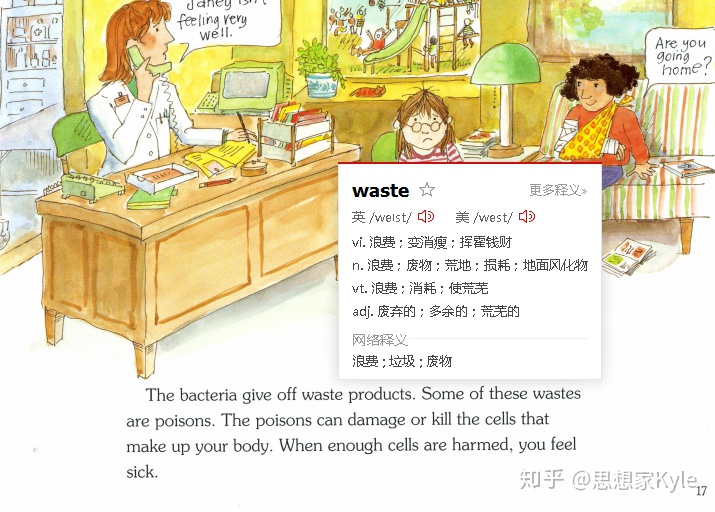 Janey isn't
feeling very
well.
Are you
going
home?
waste ☆ 更多释义»
英 /weɪst/ 美 /west/
vi. 浪费；变消瘦；挥霍钱财
n. 浪费；废物；荒地；损耗；地面风化物
vt. 浪费；消耗；使荒芜
adj. 废弃的；多余的；荒芜的
网络释义
浪费 ; 垃圾 ; 废物
The bacteria give off waste products. Some of these wastes
are poisons. The poisons can damage or kill the cells that
make up your body. When enough cells are harmed, you feel
sick.
知乎 @思想家Kyle
17